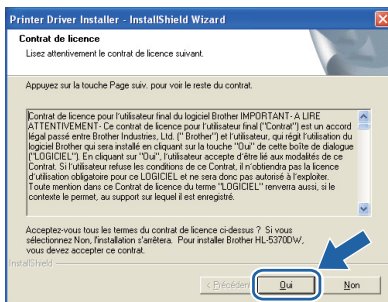 Printer Driver Installer - InstallShield Wizard
Contrat de licence
Lisez attentivement le contrat de licence suivant.
Appuyez sur la touche Page suiv. pour voir le reste du contrat.
Contrat de licence pour l'utilisateur final du logiciel Brother IMPORTANT- A LIRE
ATTENTIVEMENT- Ce contrat de licence pour l'utilisateur final ("Contrat") est un accord
légal passé entre Brother Industries, Ltd. (" Brother") et l'utilisateur, qui régit l'utilisation du
logiciel Brother qui sera installé en cliquant sur la touche "Oui" de cette boîte de dialogue
("LOGICIEL"). En cliquant sur "Oui", l'utilisateur accepte d'être lié aux modalités de ce
Contrat. Si l'utilisateur refuse les conditions de ce Contrat, il n'obtiendra pas la licence
d'utilisation obligatoire pour ce LOGICIEL et ne sera donc pas autorisé à l'exploiter.
Toute mention dans ce Contrat de licence du terme "LOGICIEL" renverra aussi, si le
contexte le permet, au support sur lequel il est enregistré.
Acceptez-vous tous les termes du contrat de licence ci-dessus ? Si vous
sélectionnez Non, l'installation s'arrêtera. Pour installer Brother HL-5370DW,
vous devez accepter ce contrat.
InstallShield
< Précédent Oui Non